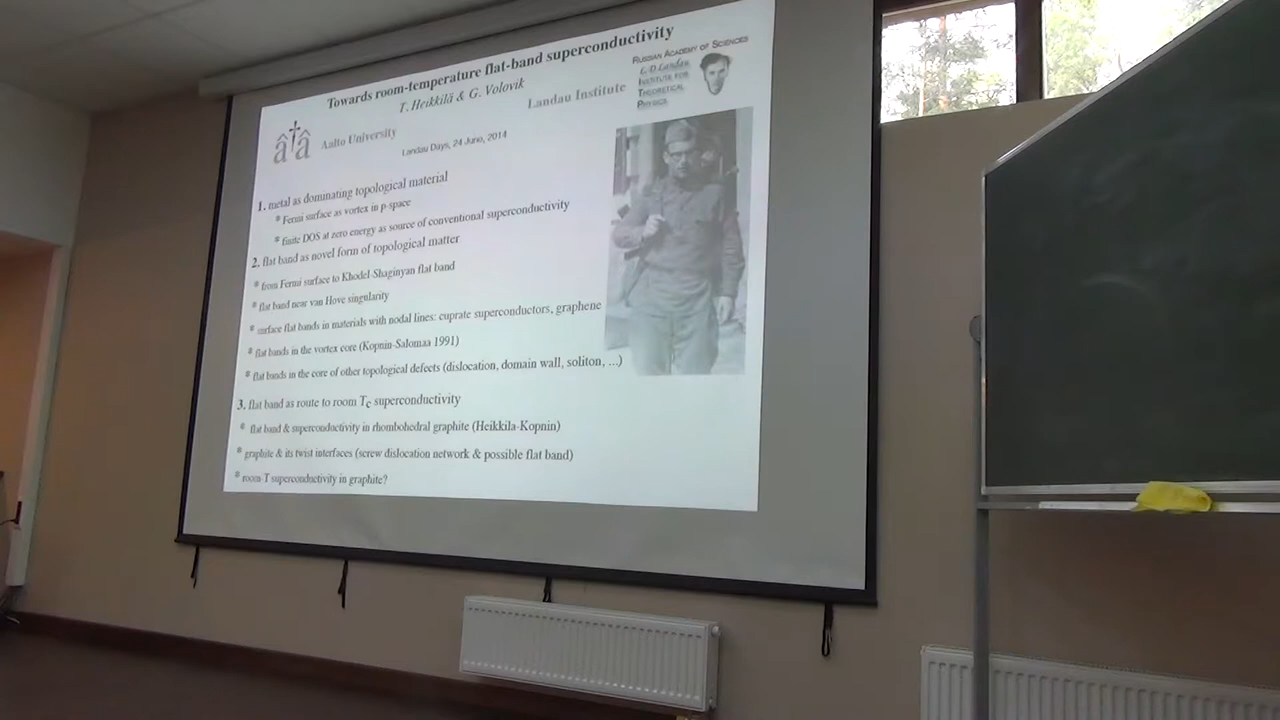 Towards room-temperature flat-band superconductivity
T. Heikkilä & G. Volovik
RUSSIAN ACADEMY OF SCIENCES
L.D. Landau
INSTITUTE FOR
THEORETICAL
PHYSICS
Landau Institute
Aalto University
Landau Days, 24 June, 2014
1. metal as dominating topological material
* Fermi surface as vortex in p-space
* finite DOS at zero energy as source of conventional superconductivity
2. flat band as novel form of topological matter
* from Fermi surface to Khodel-Shaginyan flat band
* flat band near van Hove singularity
* surface flat bands in materials with nodal lines: cuprate superconductors, graphene
* flat bands in the vortex core (Kopnin-Salomaa 1991)
* flat bands in the core of other topological defects (dislocation, domain wall, soliton, ...)
3. flat band as route to room Tc superconductivity
* flat band & superconductivity in rhombohedral graphite (Heikkila-Kopnin)
* graphite & its twist interfaces (screw dislocation network & possible flat band)
* room-T superconductivity in graphite?